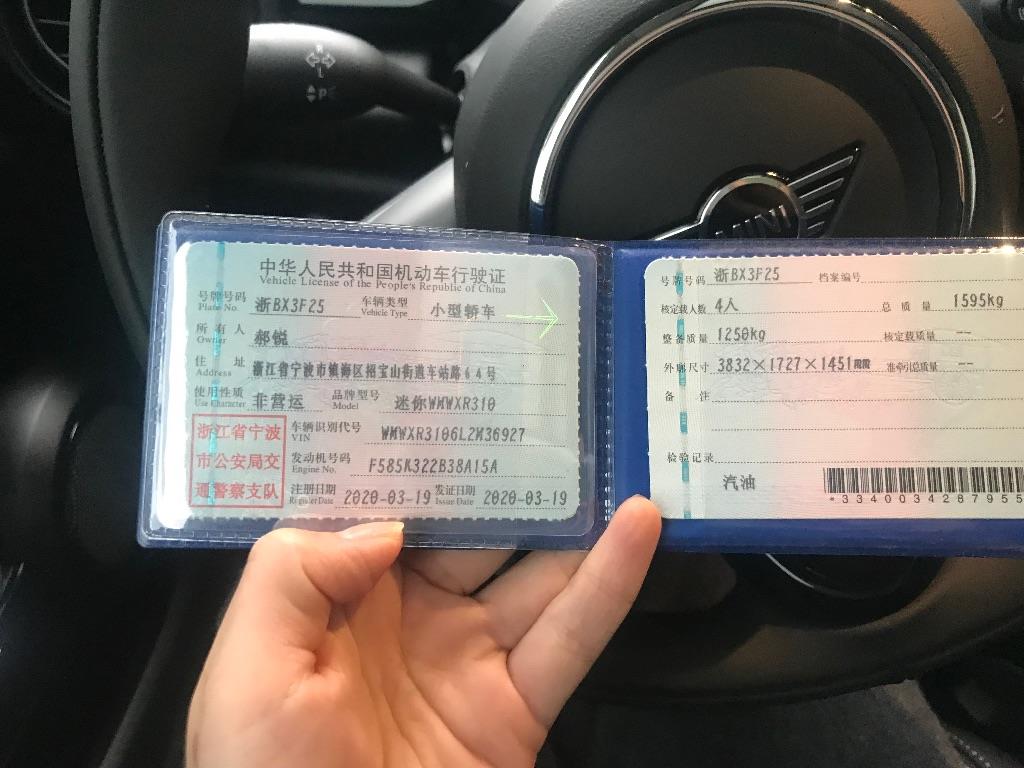 中华人民共和国机动车行驶证
Vehicle License of the People's Republic of China
号牌号码 浙BX3F25 车辆类型 小型轿车
Plate No. Vehicle Type
所有人 郝锐
Owner
住址 浙江省宁波市镇海区招宝山街道车站路64号
Address
使用性质 非营运 品牌型号 迷你WMWXR310
Use Character Model
浙江省宁波
市公安局交
通警察支队
车辆识别代号 WMWXR3106L2M36927
VIN
发动机号码 F585K322B38A15A
Engine No.
注册日期 2020-03-19 发证日期 2020-03-19
Register Date Issue Date
号牌号码 浙BX3F25 档案编号
核定载人数 4人 总质量 1595kg
整备质量 1250kg 核定载质量 --
外廓尺寸 3832×1727×1451 准牵引总质量 --
备注
检验记录
汽油
*3340034287955
MINI